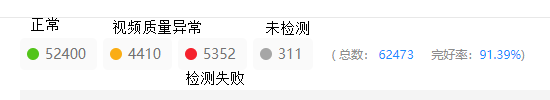 正常 视频质量异常 未检测
52400 4410 5352 311 ( 总数: 62473 完好率: 91.39%)
检测失败